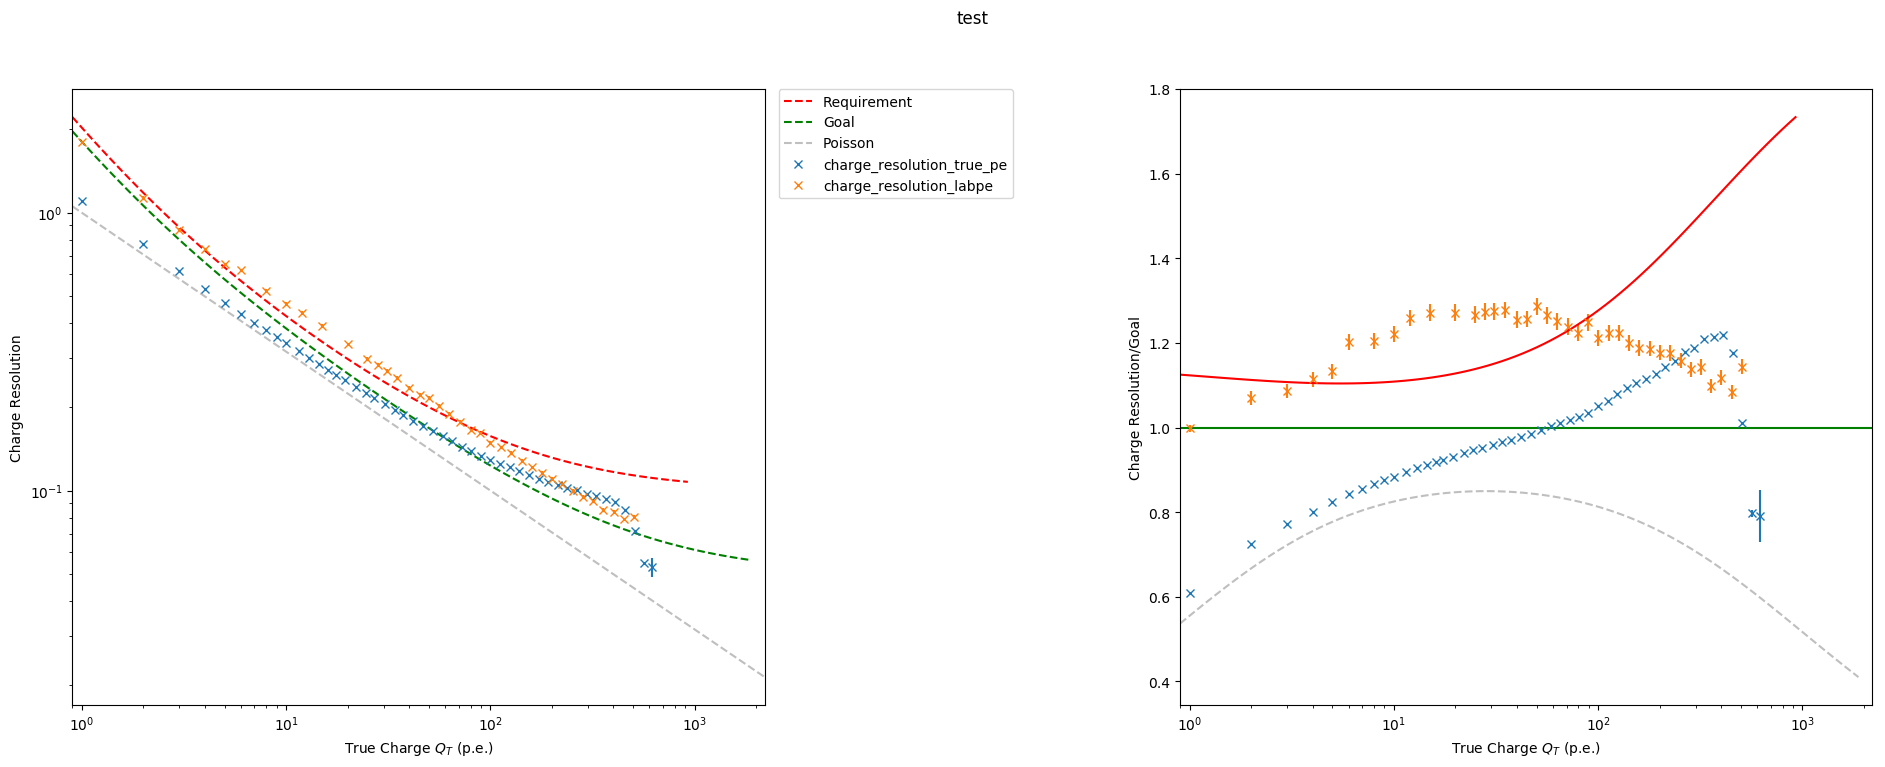 test
Charge Resolution
10⁰
10⁻¹
10⁰
10¹
10²
10³
True Charge Q_T (p.e.)
Requirement
Goal
Poisson
charge_resolution_true_pe
charge_resolution_labpe
Charge Resolution/Goal
1.8
1.6
1.4
1.2
1.0
0.8
0.6
0.4
10⁰
10¹
10²
10³
True Charge Q_T (p.e.)